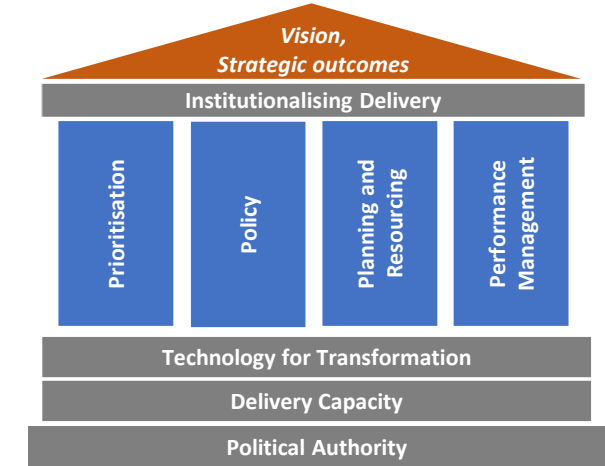 Vision,
Strategic outcomes
Institutionalising Delivery
Prioritisation
Policy
Planning and
Resourcing
Performance
Management
Technology for Transformation
Delivery Capacity
Political Authority